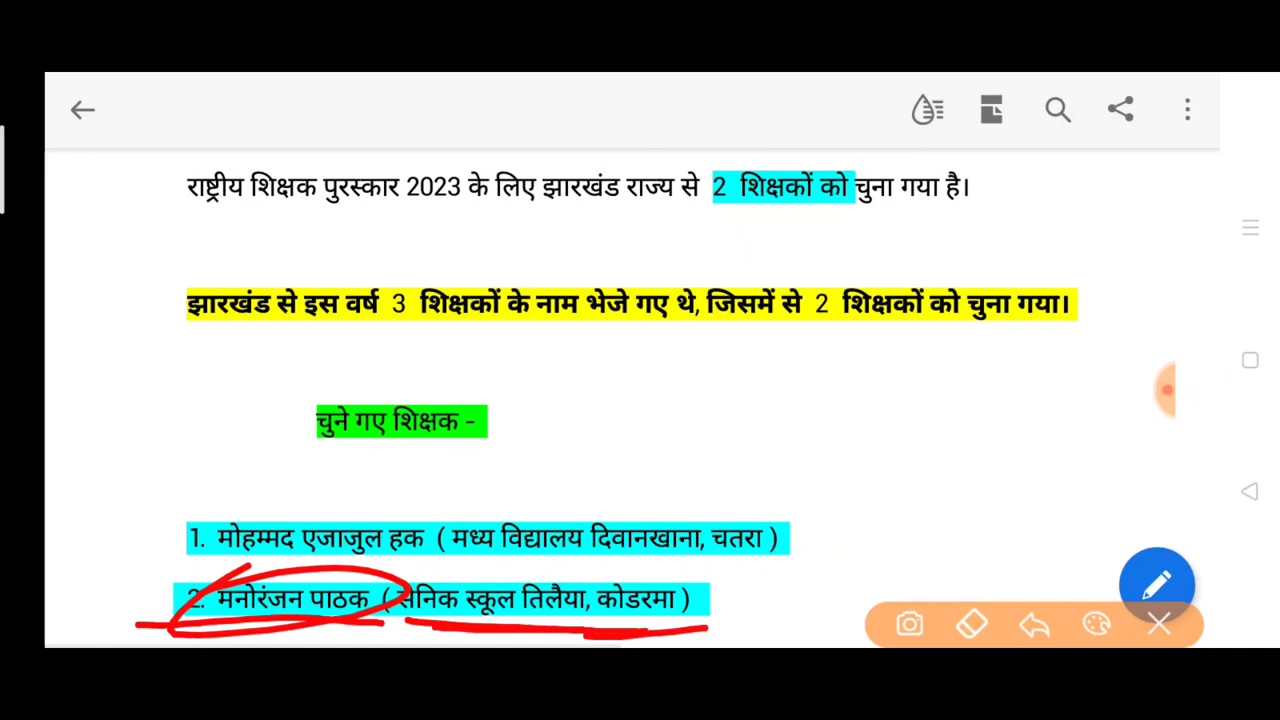 राष्ट्रीय शिक्षक पुरस्कार 2023 के लिए झारखंड राज्य से 2 शिक्षकों को चुना गया है।
झारखंड से इस वर्ष 3 शिक्षकों के नाम भेजे गए थे, जिसमें से 2 शिक्षकों को चुना गया।
चुने गए शिक्षक -
1. मोहम्मद एजाजुल हक ( मध्य विद्यालय दिवानखाना, चतरा )
2. मनोरंजन पाठक ( सैनिक स्कूल तिलैया, कोडरमा )